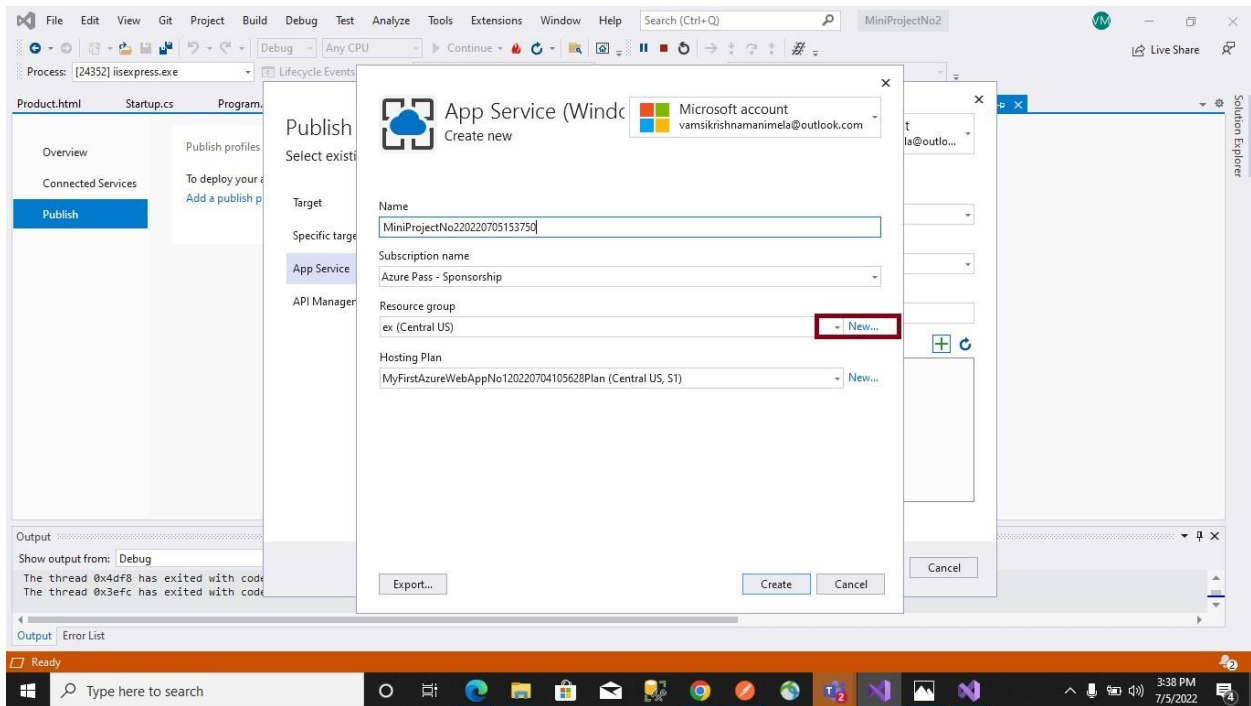 File Edit View Git Project Build Debug Test Analyze Tools Extensions Window Help Search (Ctrl+Q) MiniProjectNo2 VM
Debug Any CPU Continue Live Share
Process: [24352] iisexpress.exe Lifecycle Events
Product.html Startup.cs Program.
Solution Explorer
Overview
Connected Services
Publish
Publish profiles
To deploy your a
Add a publish p
Publish
Select existi
Target
Specific targe
App Service
API Manager
t
la@outlo...
Cancel
App Service (Windo
Create new
Microsoft account
vamsikrishnamanimela@outlook.com
Name
MiniProjectNo220220705153750
Subscription name
Azure Pass - Sponsorship
Resource group
ex (Central US) New...
Hosting Plan
MyFirstAzureWebAppNo120220704105628Plan (Central US, S1) New...
Export... Create Cancel
Output
Show output from: Debug
The thread 0x4df8 has exited with code
The thread 0x3efc has exited with code
Output Error List
Ready 2
Type here to search
3:38 PM
7/5/2022
4